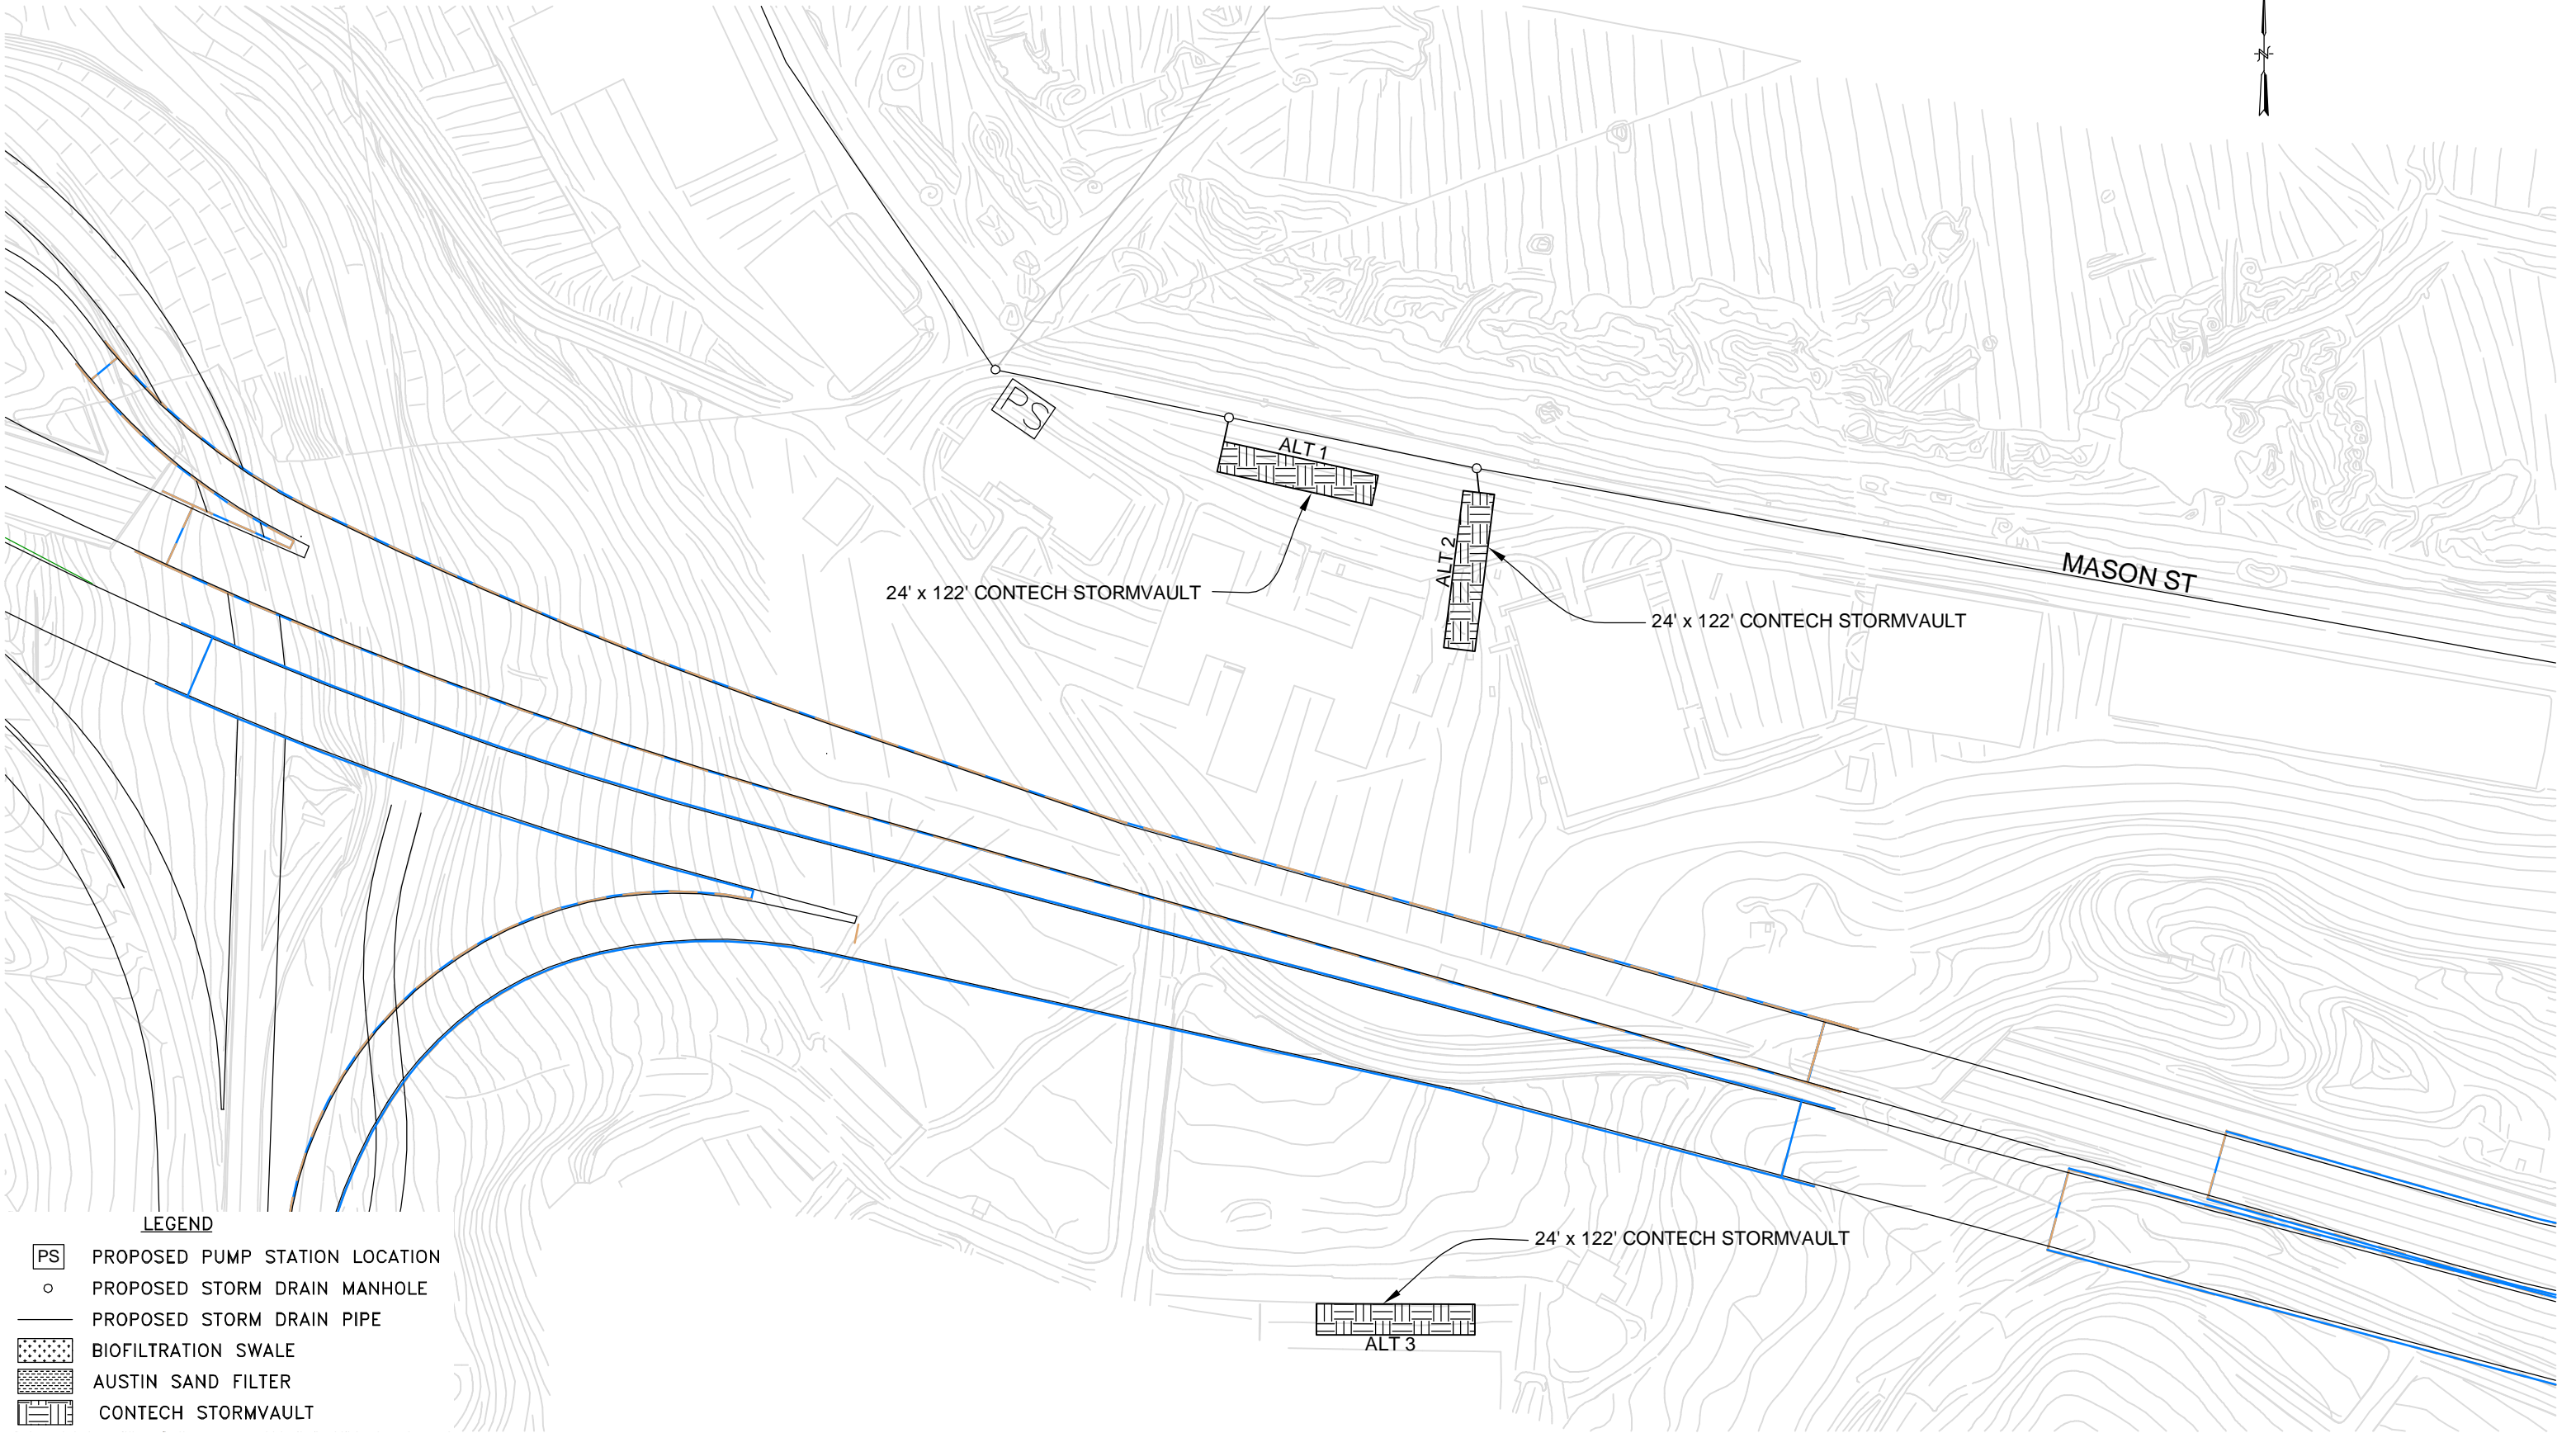 N
PS
ALT 1
ALT 2
24' x 122' CONTECH STORMVAULT
24' x 122' CONTECH STORMVAULT
MASON ST
24' x 122' CONTECH STORMVAULT
ALT 3
LEGEND
PS PROPOSED PUMP STATION LOCATION
PROPOSED STORM DRAIN MANHOLE
PROPOSED STORM DRAIN PIPE
BIOFILTRATION SWALE
AUSTIN SAND FILTER
CONTECH STORMVAULT